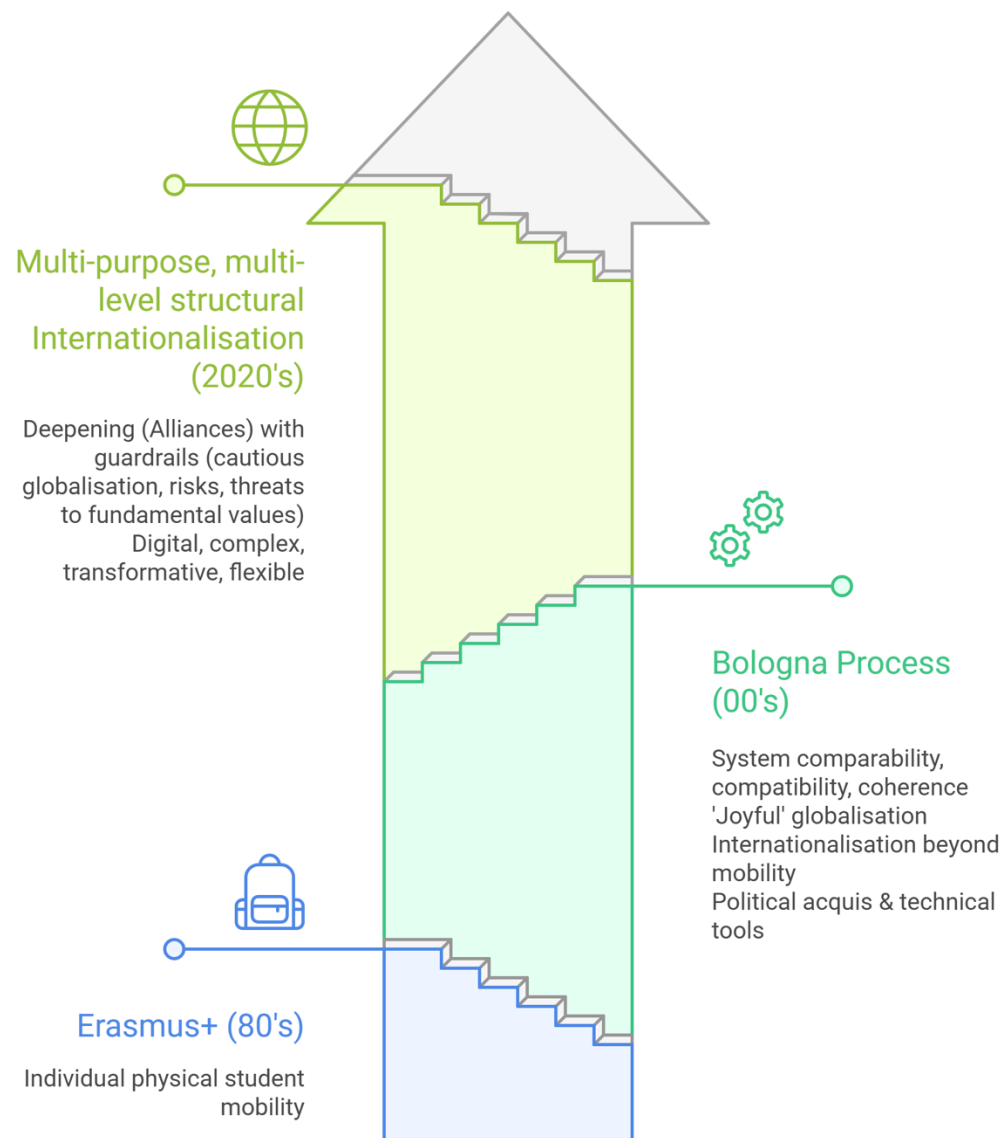 Multi-purpose, multi-
level structural
Internationalisation
(2020's)
Deepening (Alliances) with
guardrails (cautious
globalisation, risks, threats
to fundamental values)
Digital, complex,
transformative, flexible
Bologna Process
(00's)
System comparability,
compatibility, coherence
'Joyful' globalisation
Internationalisation beyond
mobility
Political acquis & technical
tools
Erasmus+ (80's)
Individual physical student
mobility